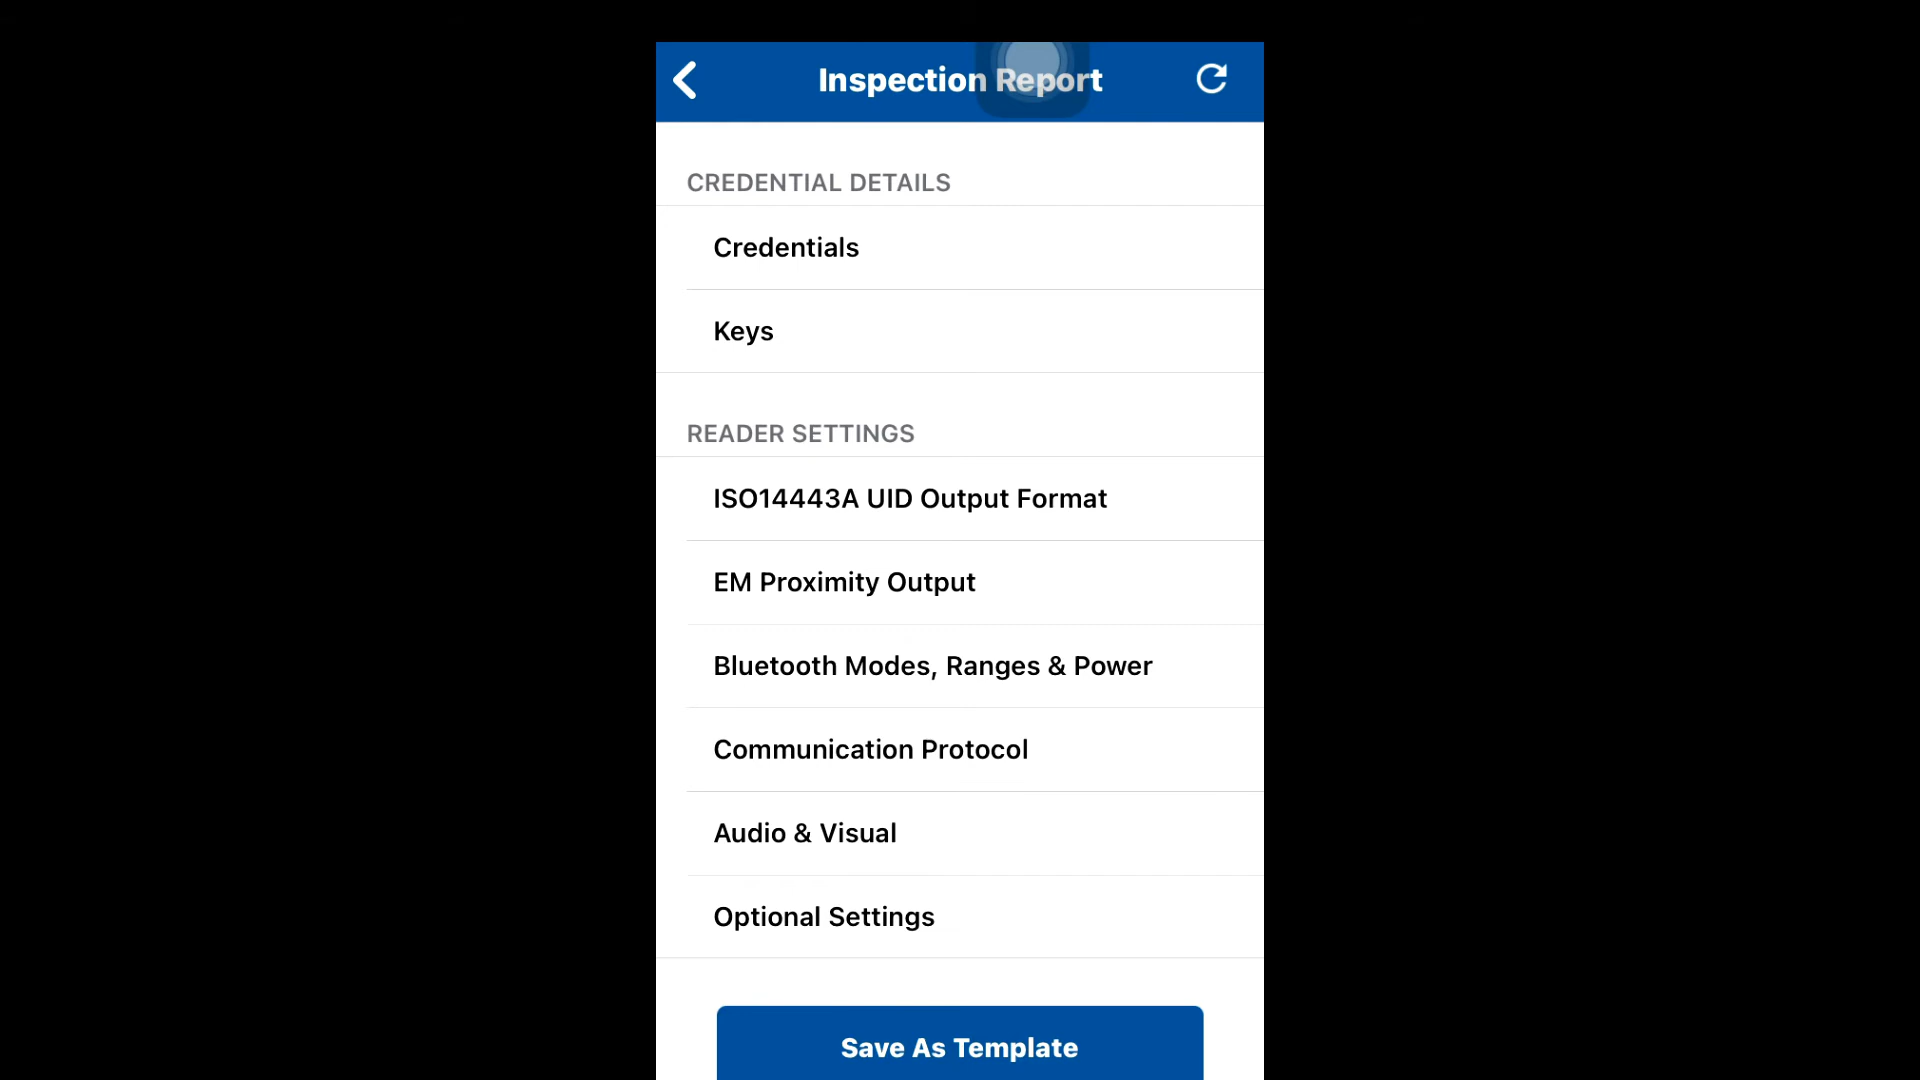 Inspection Report
CREDENTIAL DETAILS
Credentials
Keys
READER SETTINGS
ISO14443A UID Output Format
EM Proximity Output
Bluetooth Modes, Ranges & Power
Communication Protocol
Audio & Visual
Optional Settings
Save As Template